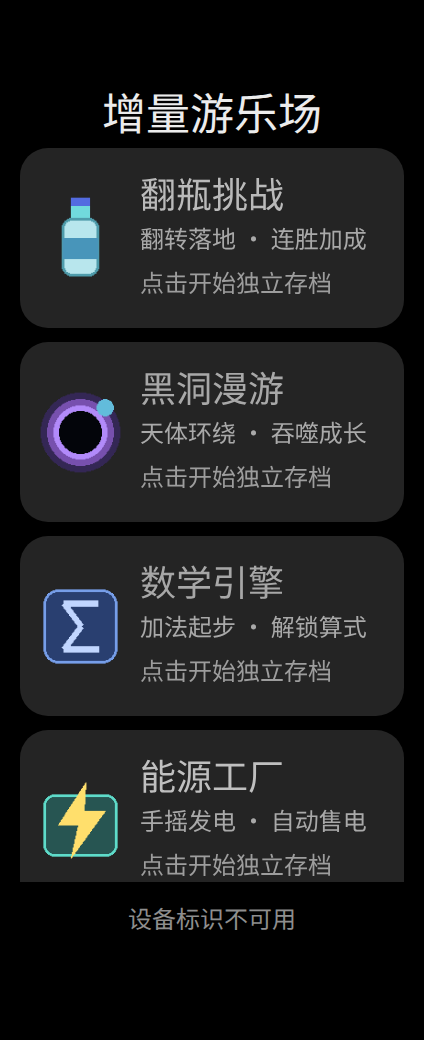 增量游乐场
翻瓶挑战
翻转落地 · 连胜加成
点击开始独立存档
黑洞漫游
天体环绕 · 吞噬成长
点击开始独立存档
数学引擎
加法起步 · 解锁算式
点击开始独立存档
能源工厂
手摇发电 · 自动售电
点击开始独立存档
设备标识不可用